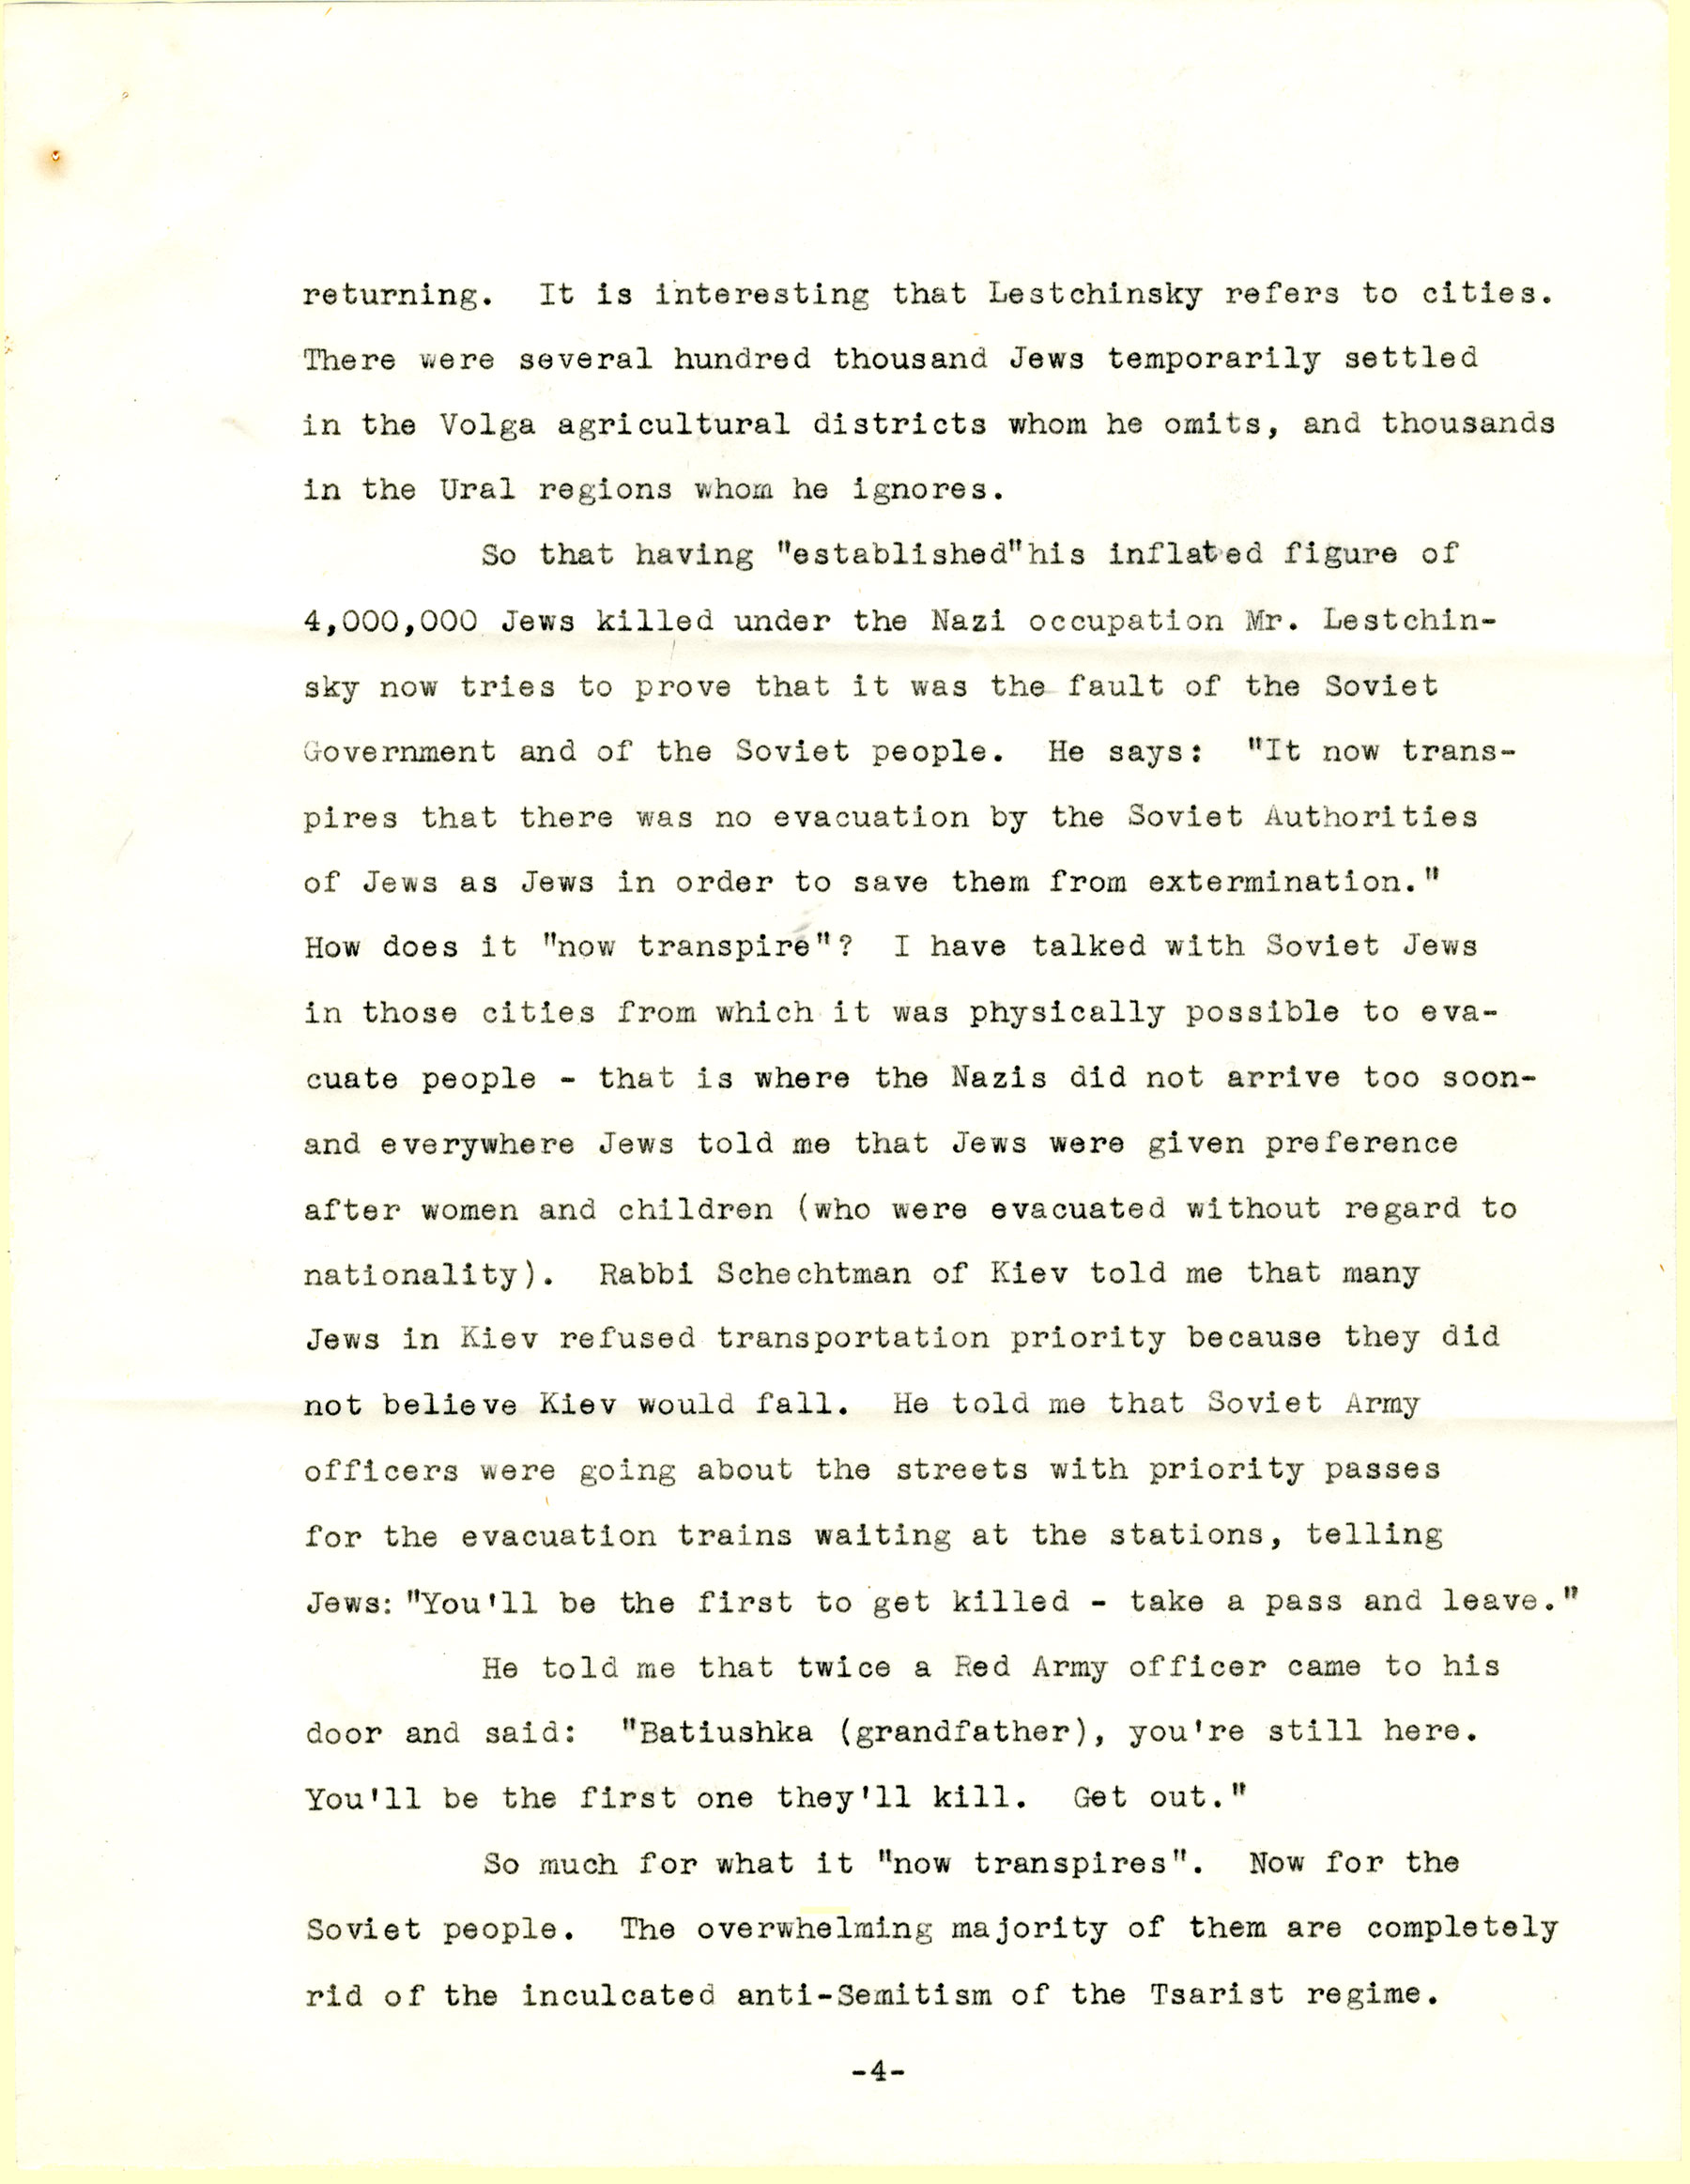 returning. It is interesting that Lestchinsky refers to cities.
There were several hundred thousand Jews temporarily settled
in the Volga agricultural districts whom he omits, and thousands
in the Ural regions whom he ignores.
So that having "established"his inflated figure of
4,000,000 Jews killed under the Nazi occupation Mr. Lestchin-
sky now tries to prove that it was the fault of the Soviet
Government and of the Soviet people. He says: "It now trans-
pires that there was no evacuation by the Soviet Authorities
of Jews as Jews in order to save them from extermination."
How does it "now transpire"? I have talked with Soviet Jews
in those cities from which it was physically possible to eva-
cuate people - that is where the Nazis did not arrive too soon-
and everywhere Jews told me that Jews were given preference
after women and children (who were evacuated without regard to
nationality). Rabbi Schechtman of Kiev told me that many
Jews in Kiev refused transportation priority because they did
not believe Kiev would fall. He told me that Soviet Army
officers were going about the streets with priority passes
for the evacuation trains waiting at the stations, telling
Jews: "You'll be the first to get killed - take a pass and leave."
He told me that twice a Red Army officer came to his
door and said: "Batiushka (grandfather), you're still here.
You'll be the first one they'll kill. Get out."
So much for what it "now transpires". Now for the
Soviet people. The overwhelming majority of them are completely
rid of the inculcated anti-Semitism of the Tsarist regime.
-4-